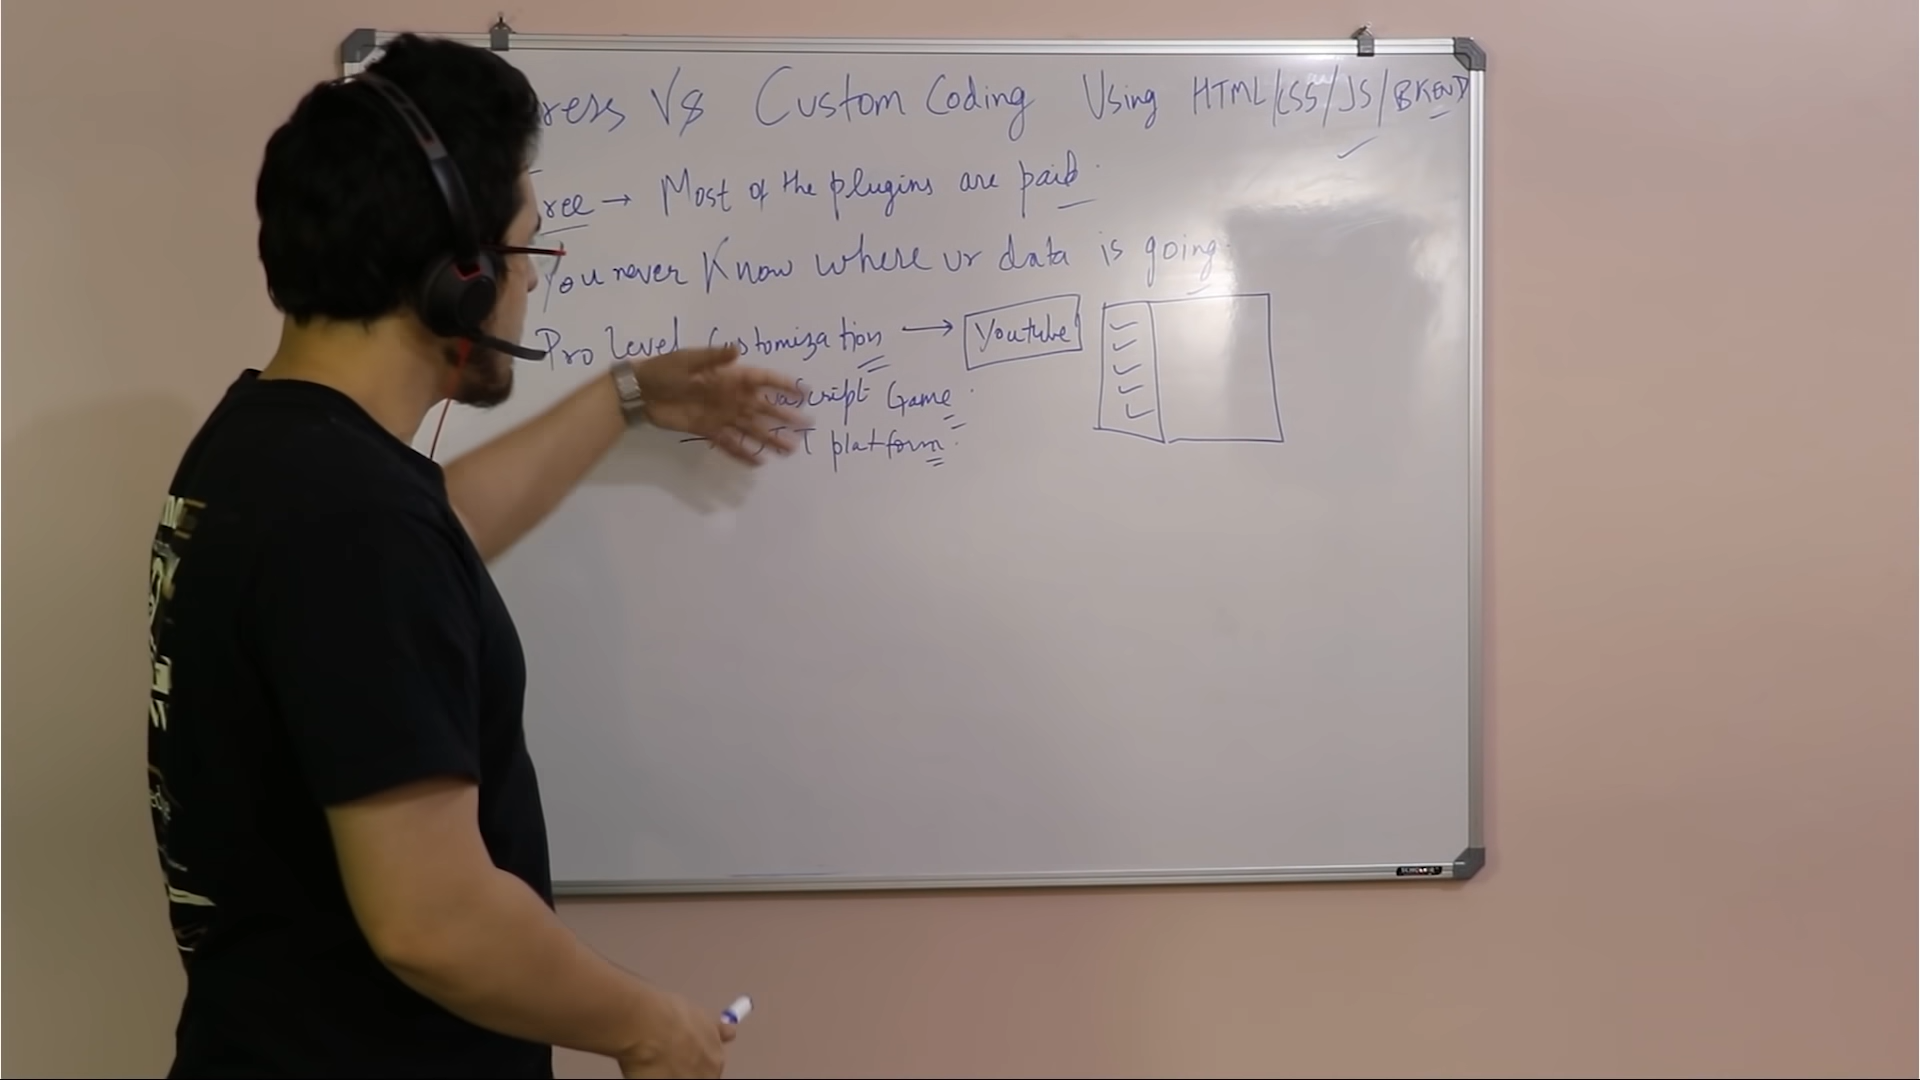 ress Vs Custom Coding Using HTML/CSS/JS/BKEND
ree → Most of the plugins are paid.
You never Know where ur data is going.
Pro level Customization → Youtube
vaScript Game.
platform.